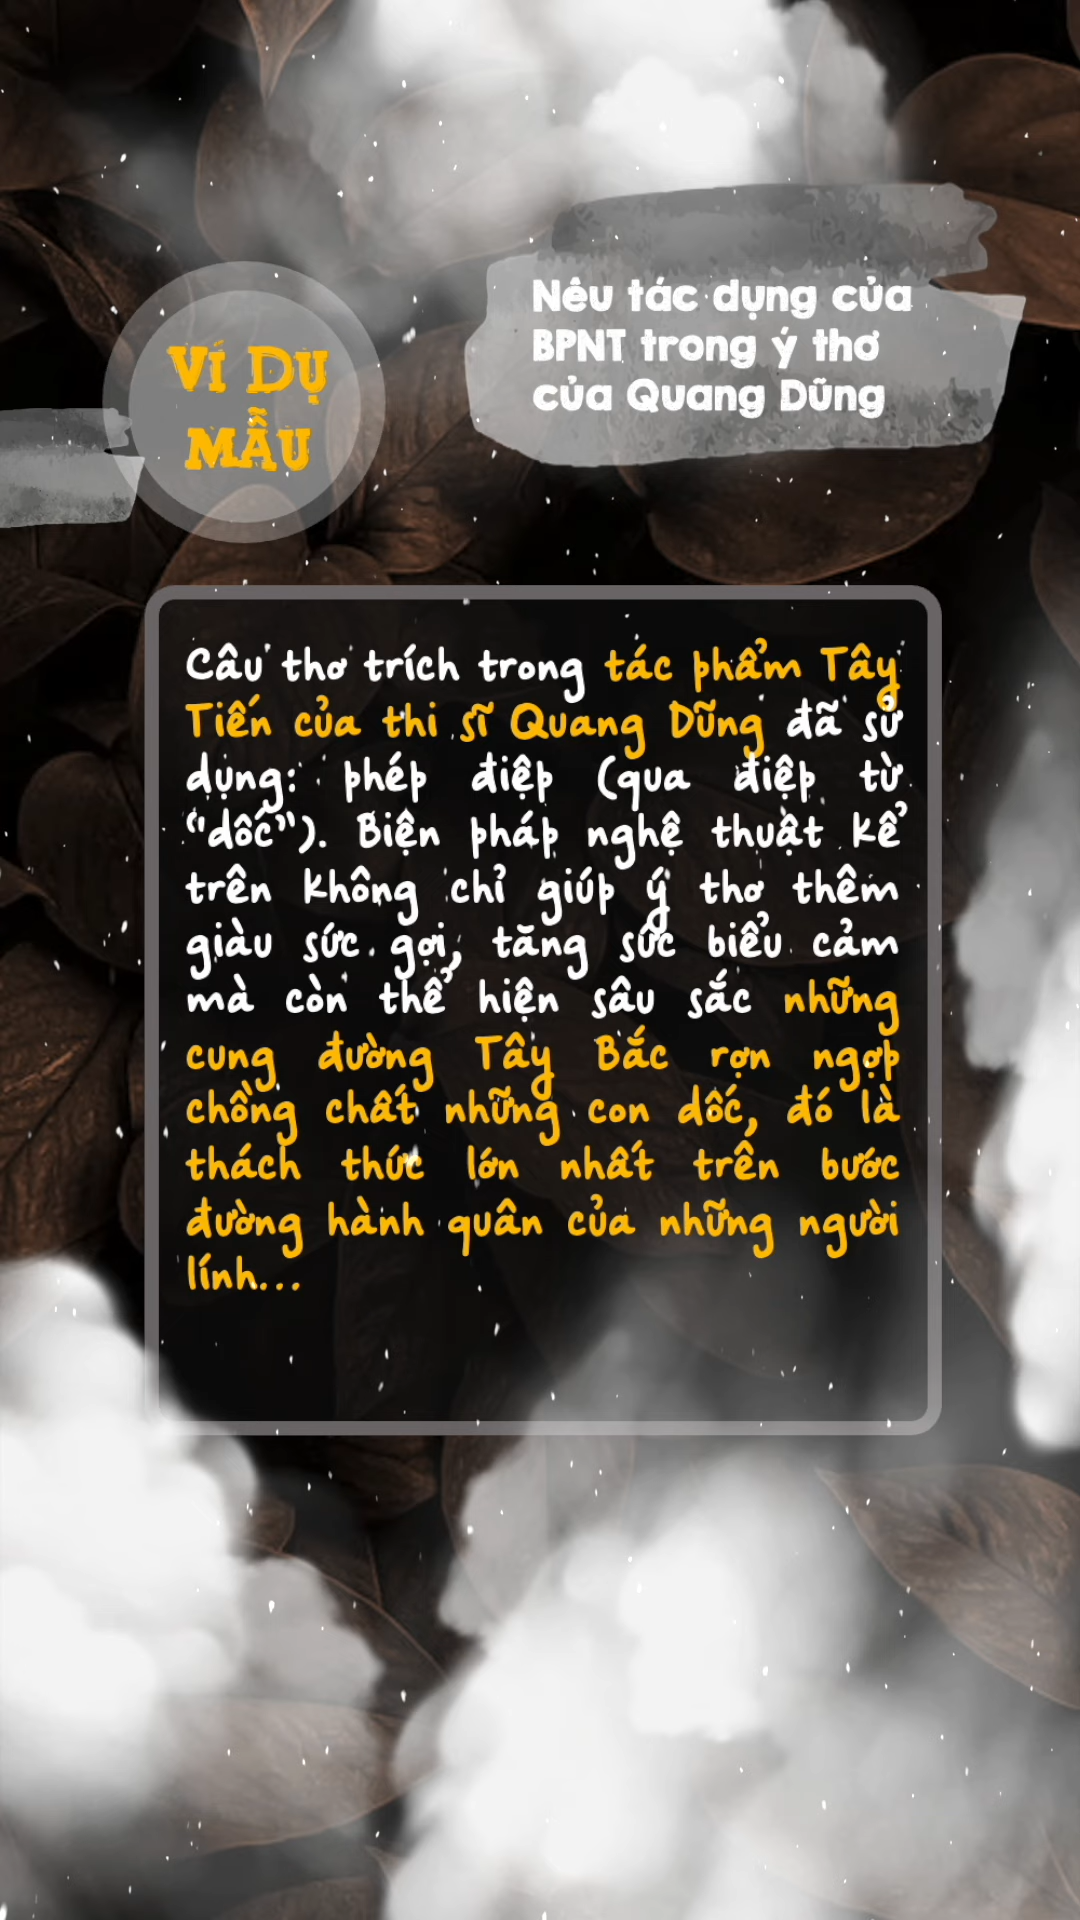 Nêu tác dụng của
BPNT trong ý thơ
của Quang Dũng
Ví Dụ
MẪU
Câu thơ trích trong tác phẩm Tây
Tiến của thi sĩ Quang Dũng đã sử
dụng: phép điệp (qua điệp từ
"dốc"). Biện pháp nghệ thuật kể
trên không chỉ giúp ý thơ thêm
giàu sức gợi, tăng sức biểu cảm
mà còn thể hiện sâu sắc những
cung đường Tây Bắc rợn ngợp
chồng chất những con dốc, đó là
thách thức lớn nhất trên bước
đường hành quân của những người
lính...